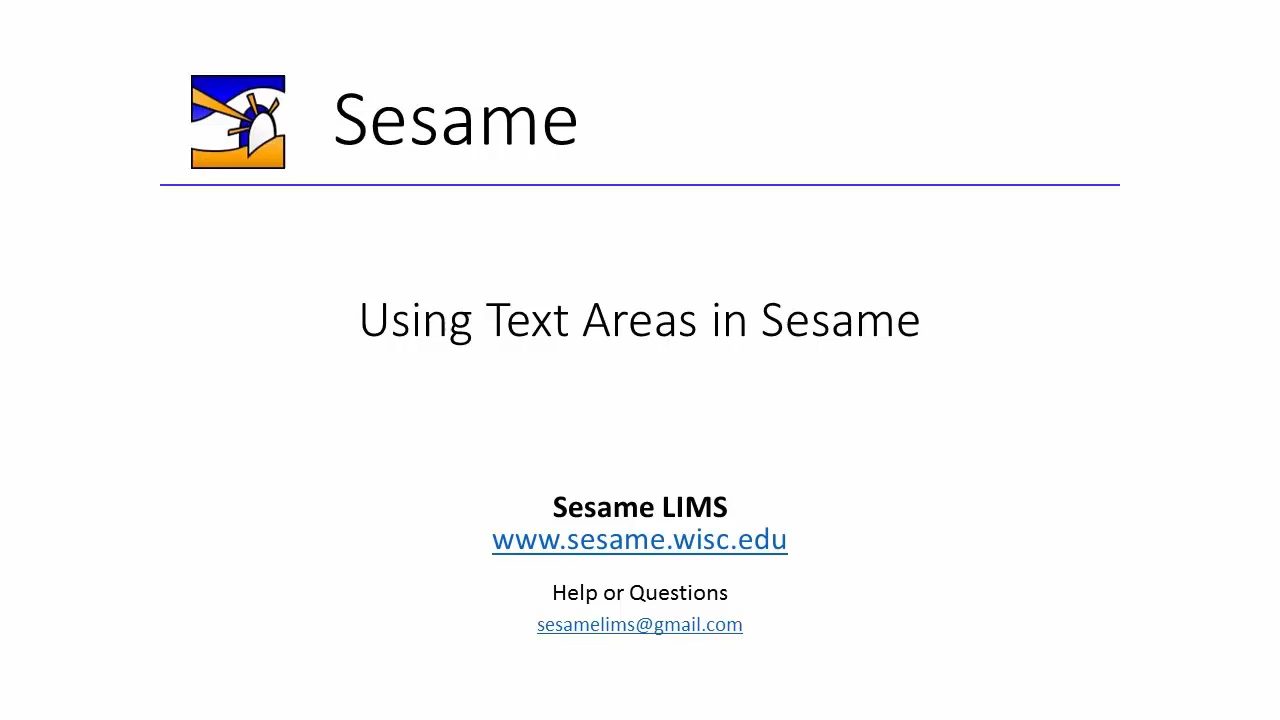 Sesame
Using Text Areas in Sesame
Sesame LIMS
www.sesame.wisc.edu
Help or Questions
sesamelims@gmail.com